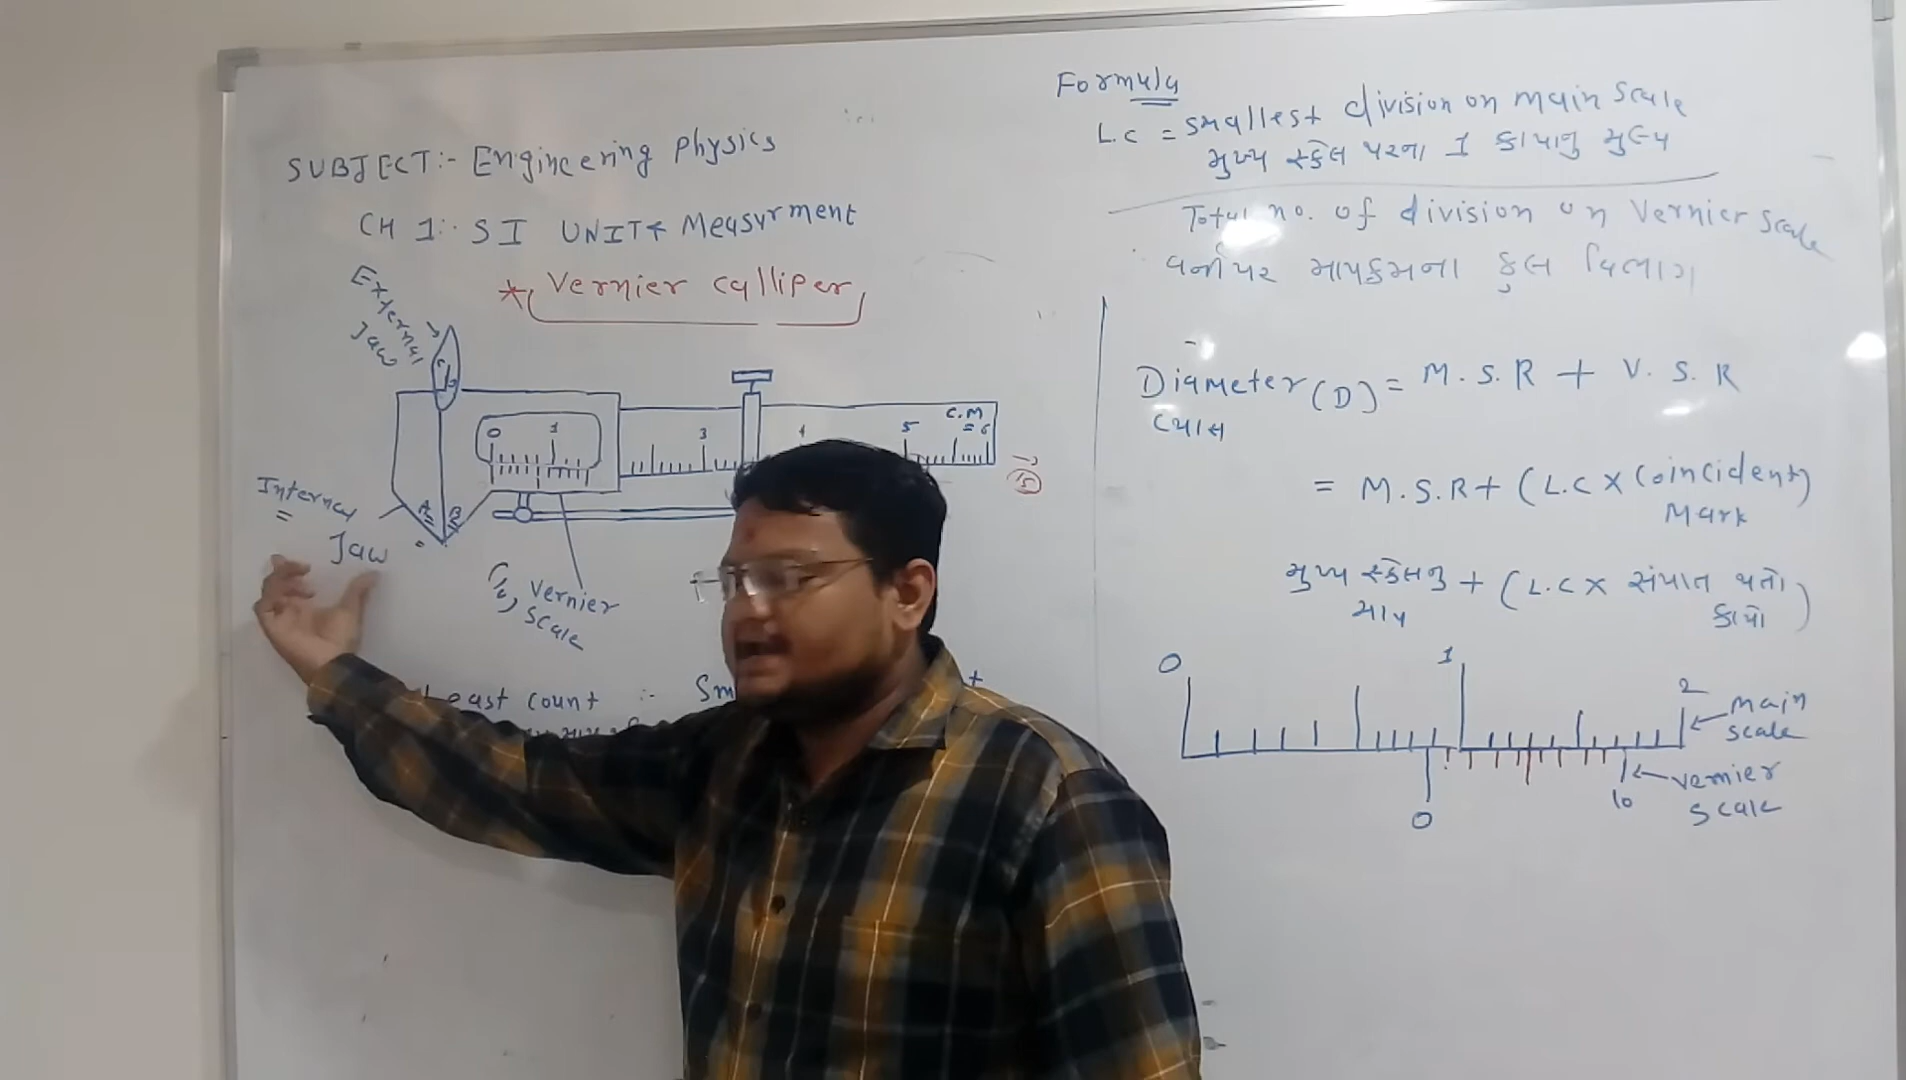 SUBJECT:- Engineering Physics
CH 1:- SI UNIT & Measurment
* Vernier calliper
External
Jaw
C D
0 1
3 4 5 6
C.M
15
A B
Internal
Jaw
Vernier
Scale
Least count :-
Formula
L.C = smallest division on main scale
મુખ્ય સ્કેલ પરના 1 કાપાનુ મુલ્ય
Total no. of division on Vernier Scale
વર્નિયર માપક્રમના કુલ વિભાગ
Diameter (D) = M.S.R + V.S.R
વ્યાસ
= M.S.R + (L.C X Coincident)
Mark
મુખ્ય સ્કેલનુ + (L.C X સંપાત થતો)
માપ કાપો
0 1 2
Main
scale
Vernier
scale
0 10